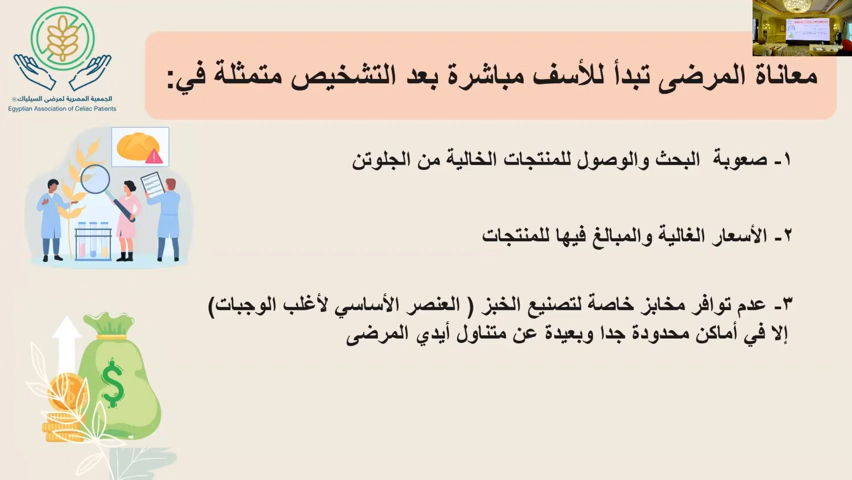 الجمعية المصرية لمرضى السيلياك
Egyptian Association of Celiac Patients
معاناة المرضى تبدأ للأسف مباشرة بعد التشخيص متمثلة في:
١- صعوبة البحث والوصول للمنتجات الخالية من الجلوتن
٢- الأسعار الغالية والمبالغ فيها للمنتجات
٣- عدم توافر مخابز خاصة لتصنيع الخبز ( العنصر الأساسي لأغلب الوجبات)
إلا في أماكن محدودة جدا وبعيدة عن متناول أيدي المرضى
$